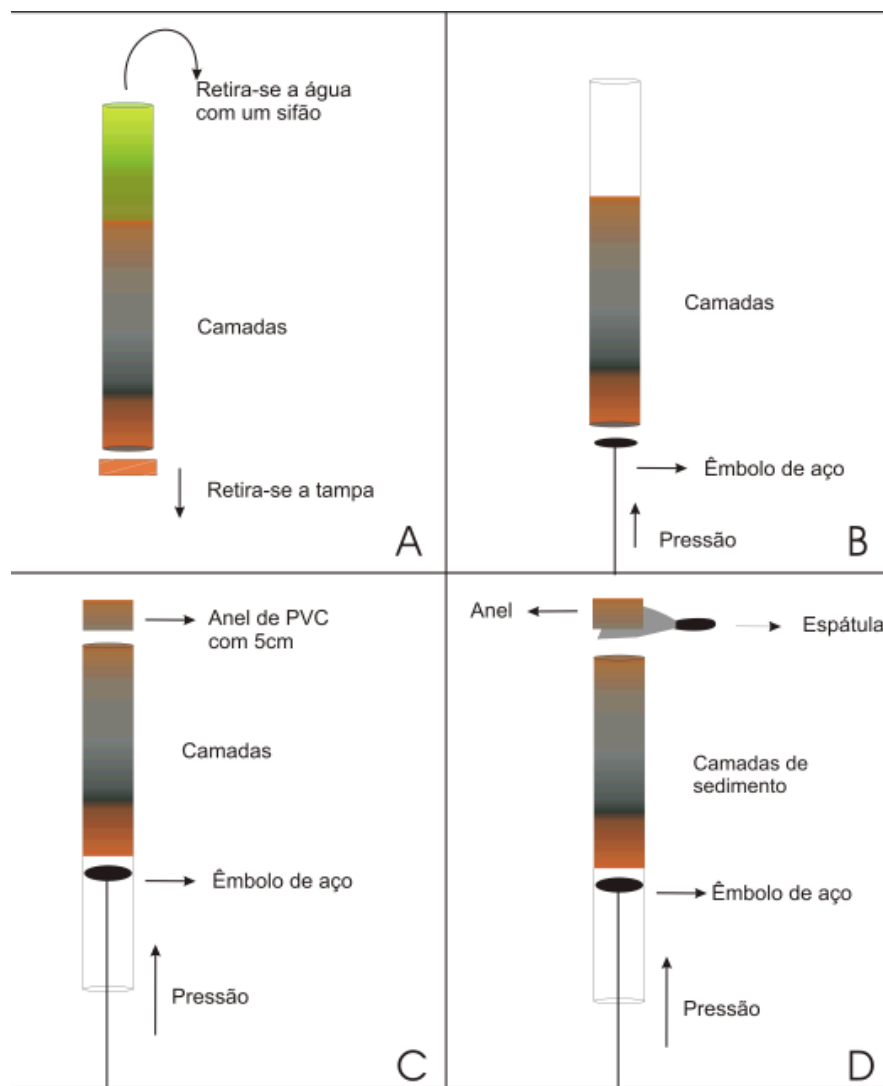 Retira-se a água
com um sifão
Camadas
Retira-se a tampa
A
Camadas
Êmbolo de aço
Pressão
B
Anel de PVC
com 5cm
Camadas
Êmbolo de aço
Pressão
C
Anel
Espátula
Camadas de
sedimento
Êmbolo de aço
Pressão
D